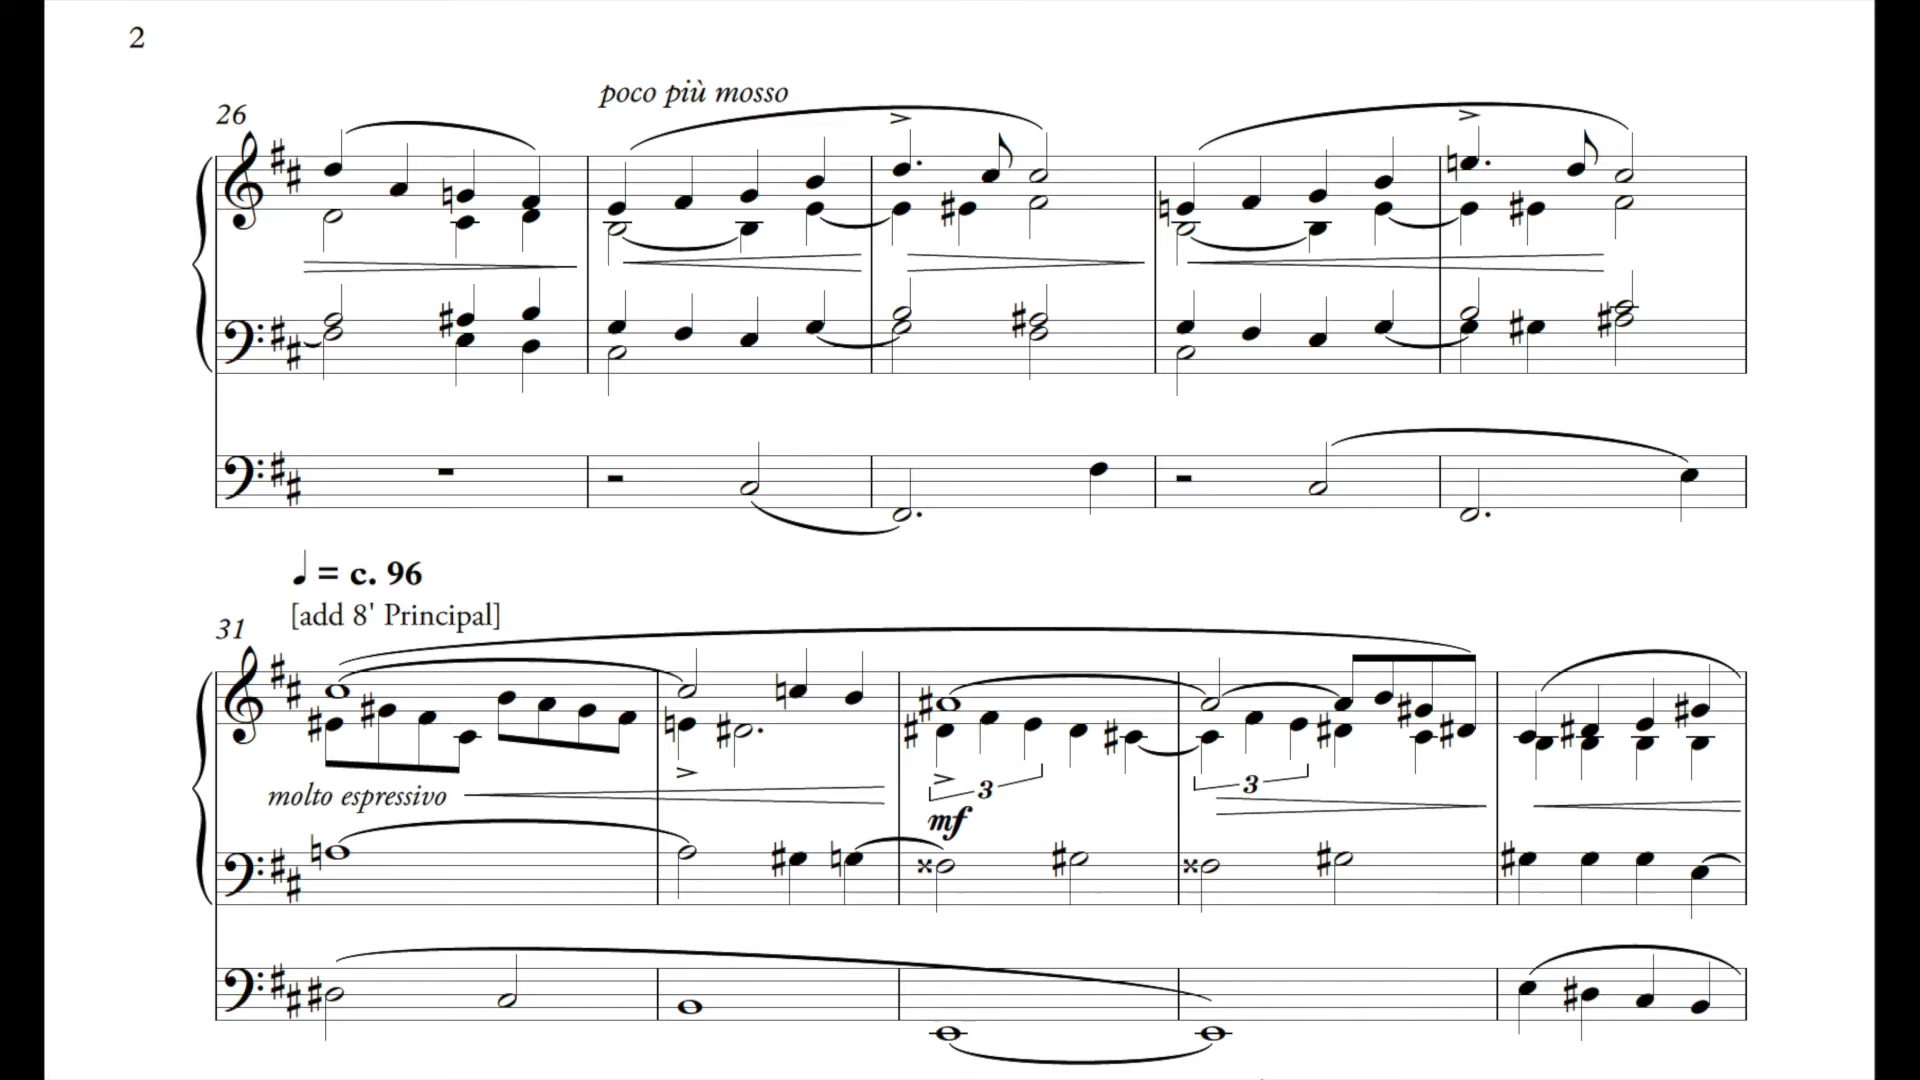 2
26
poco più mosso
♩ = c. 96
[add 8' Principal]
31
molto espressivo
3
3
mf